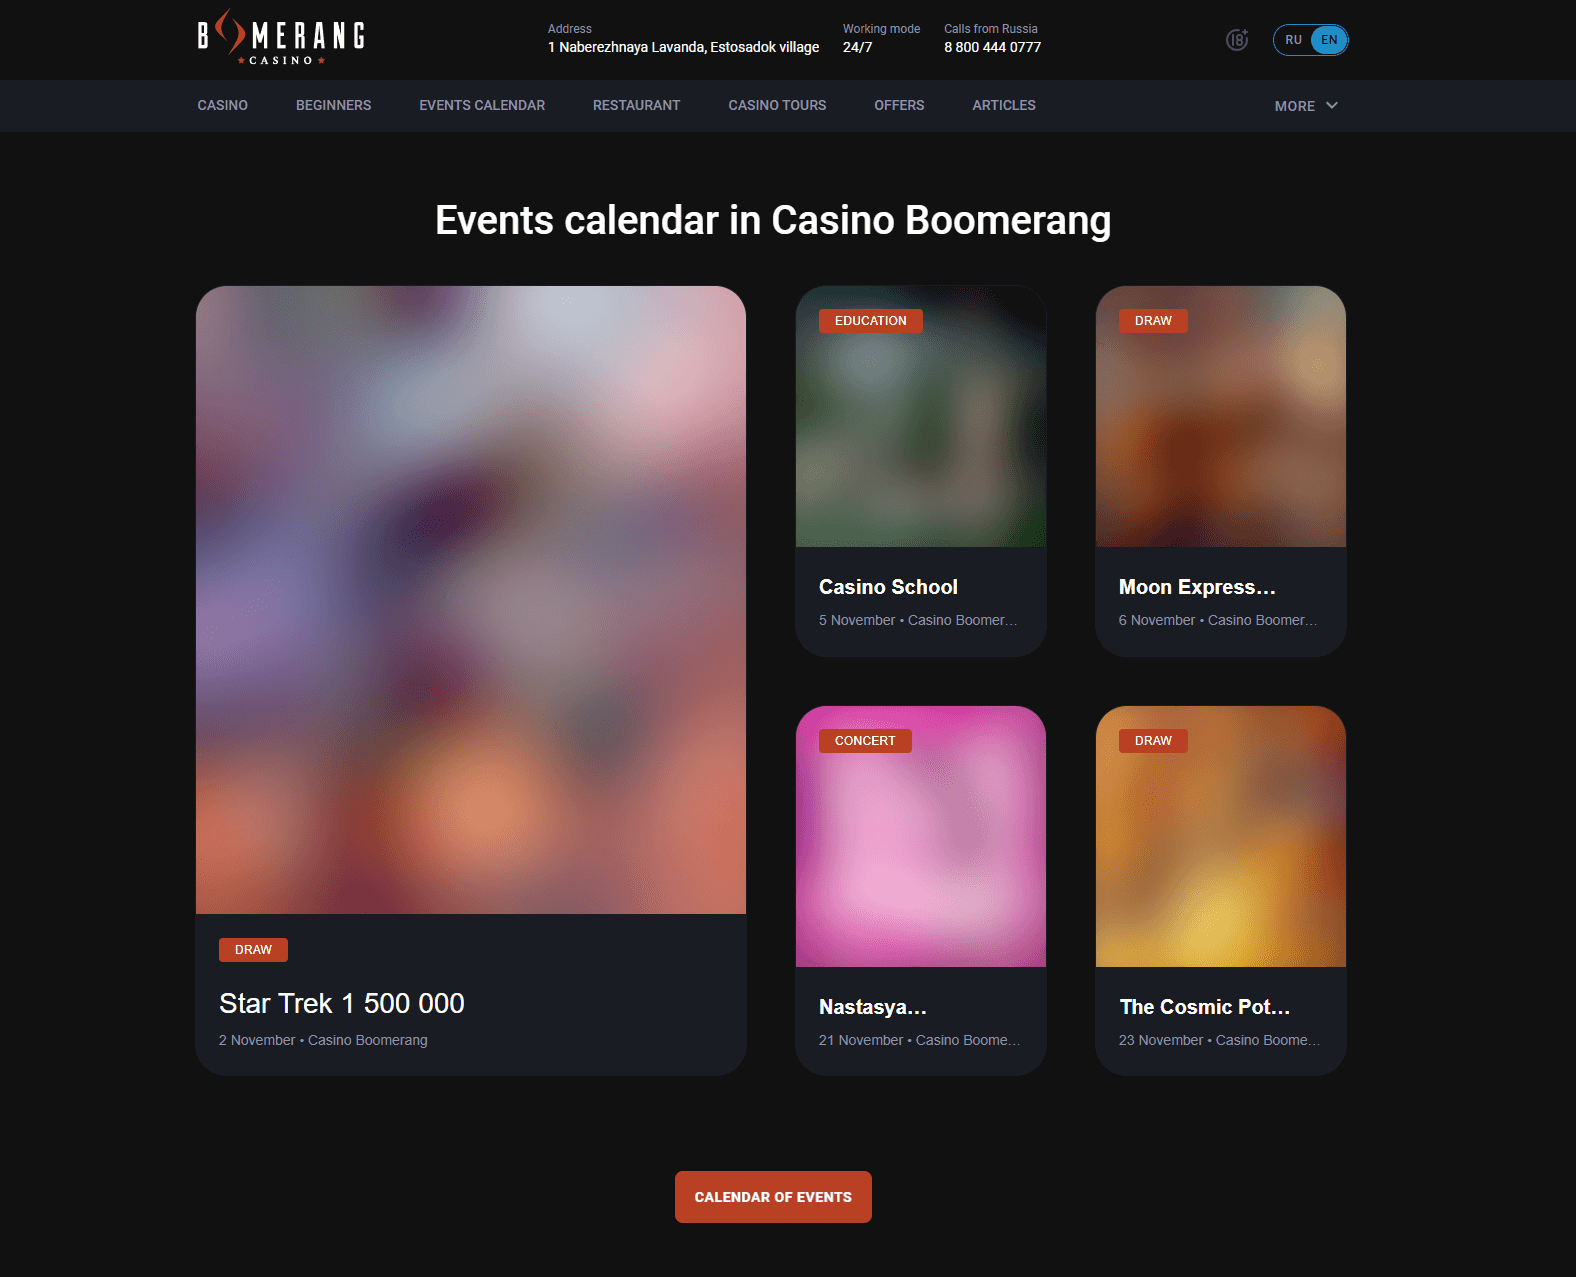 BOMERANG
CASINO
Address
1 Naberezhnaya Lavanda, Estosadok village
Working mode
24/7
Calls from Russia
8 800 444 0777
18+
RU EN
CASINO BEGINNERS EVENTS CALENDAR RESTAURANT CASINO TOURS OFFERS ARTICLES MORE
Events calendar in Casino Boomerang
DRAW
Star Trek 1 500 000
2 November • Casino Boomerang
EDUCATION
Casino School
5 November • Casino Boomer...
DRAW
Moon Express...
6 November • Casino Boomer...
CONCERT
Nastasya...
21 November • Casino Boome...
DRAW
The Cosmic Pot...
23 November • Casino Boome...
CALENDAR OF EVENTS